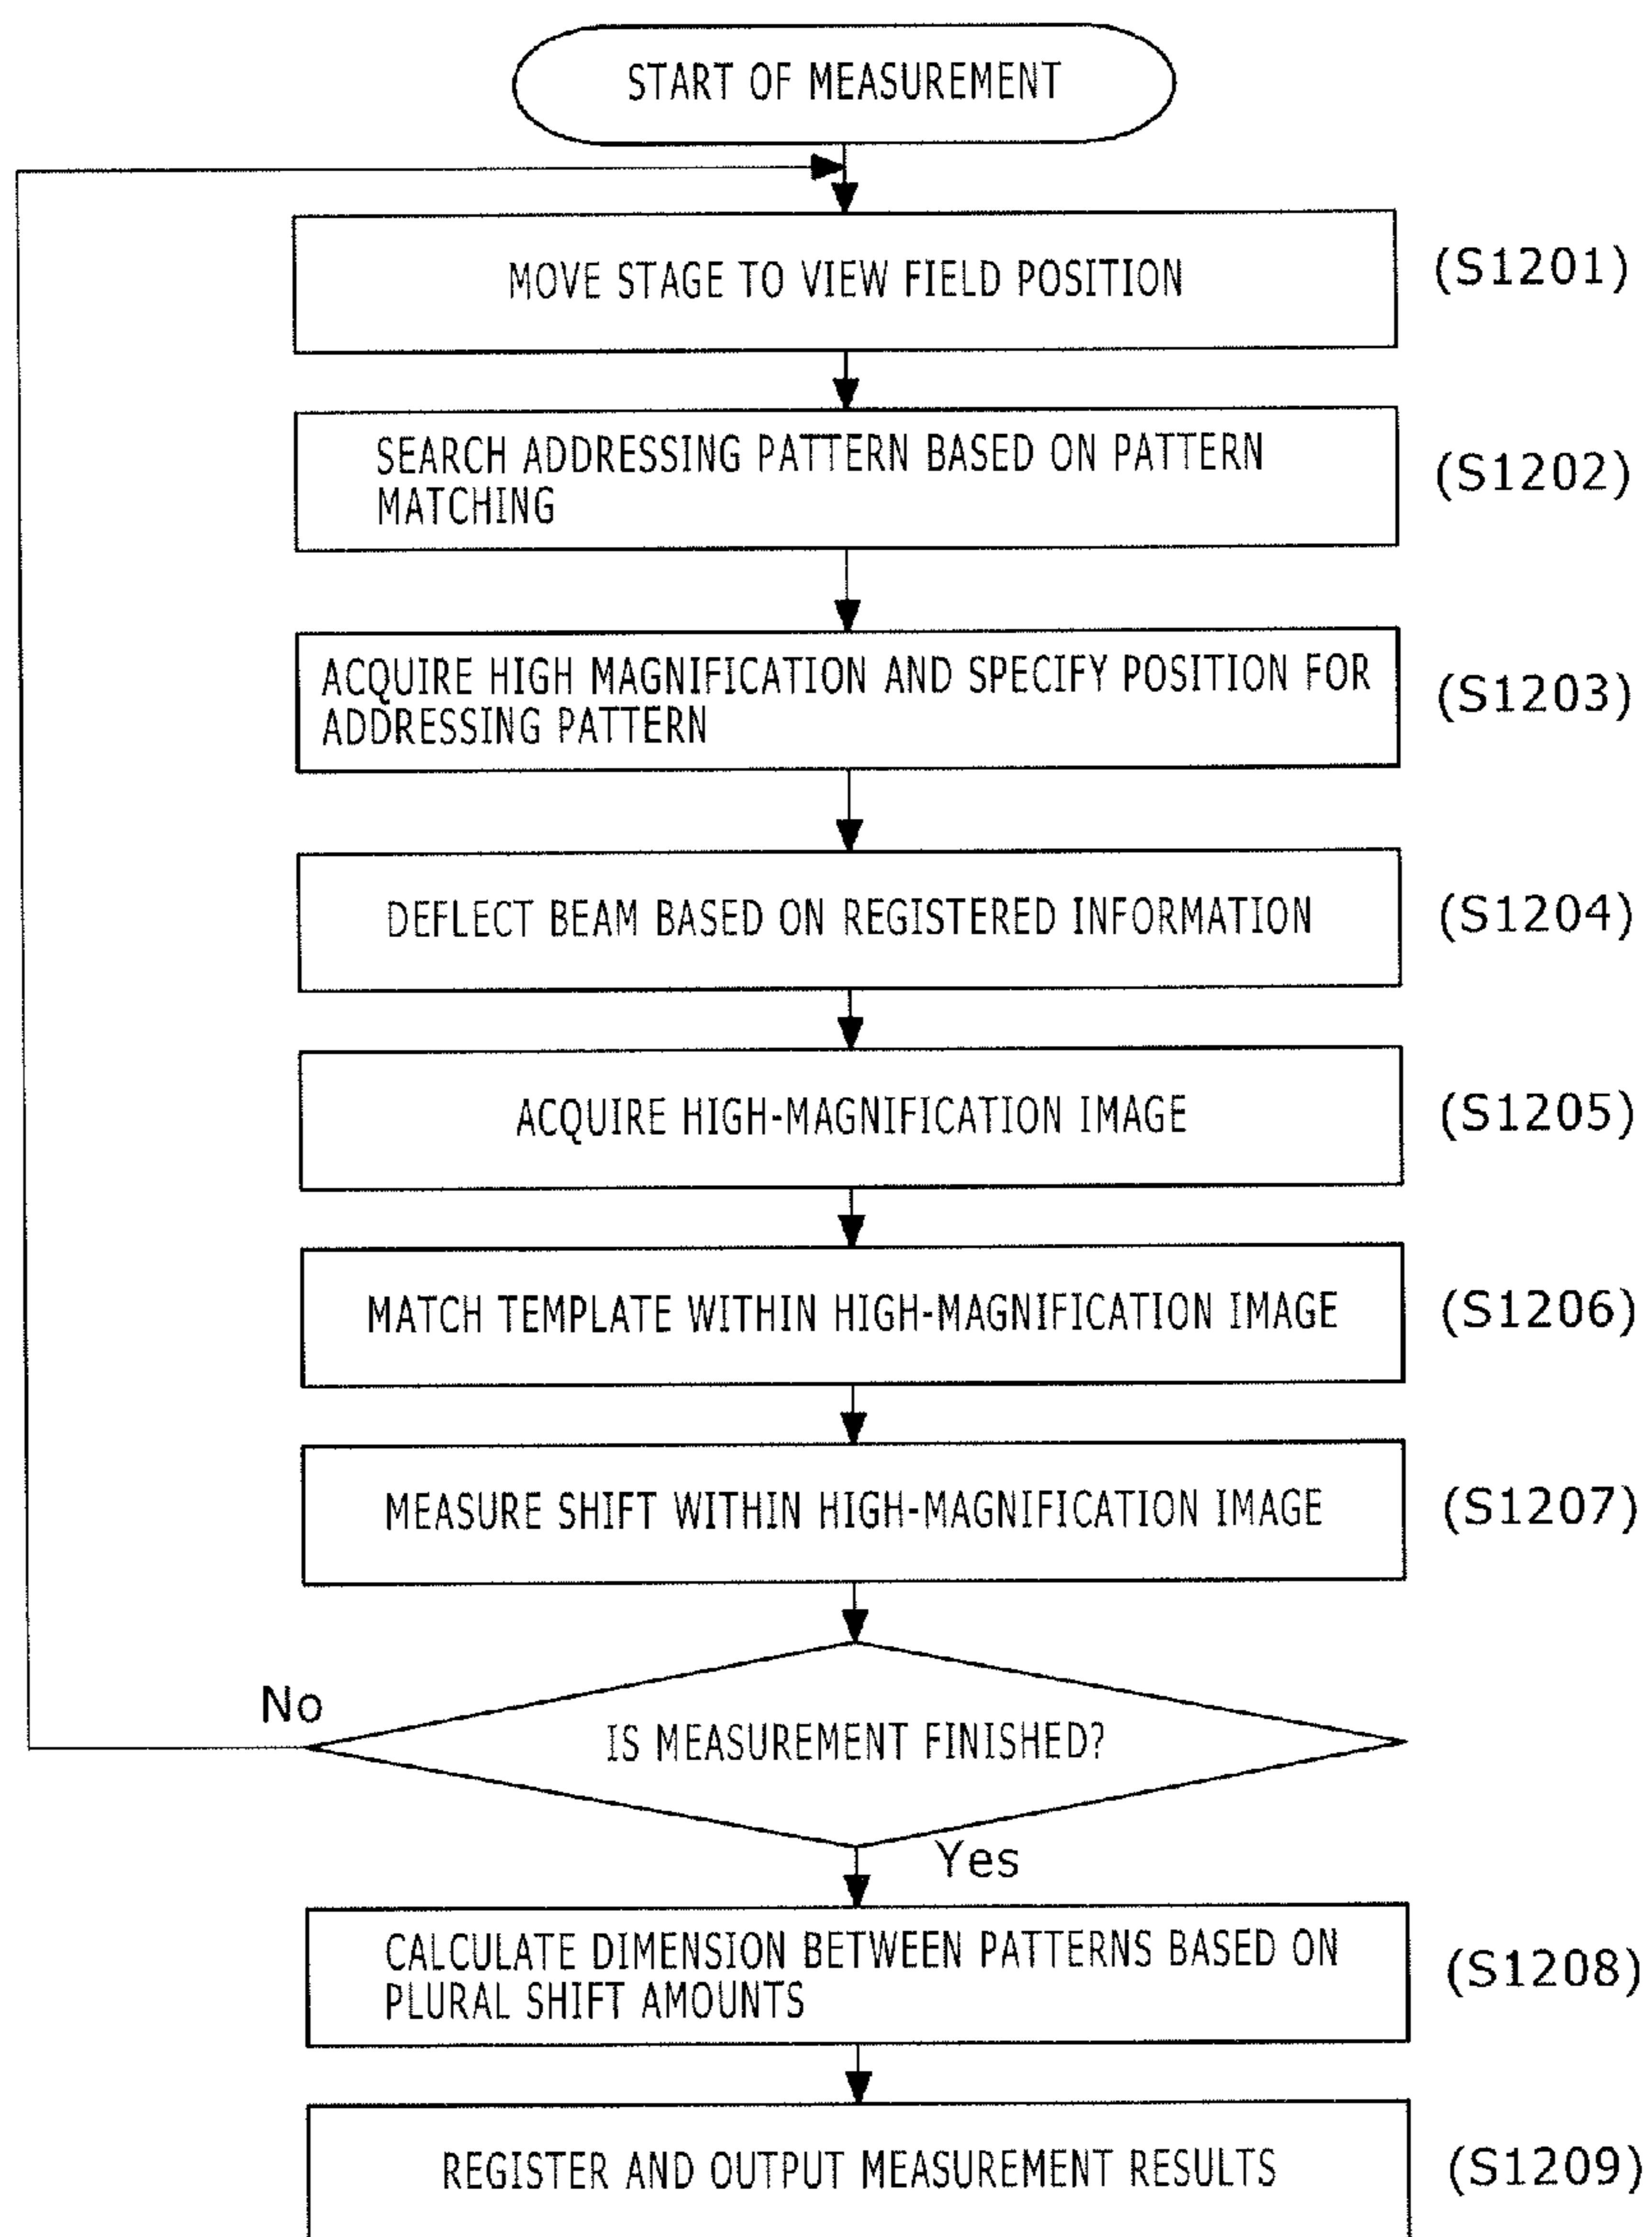 START OF MEASUREMENT
MOVE STAGE TO VIEW FIELD POSITION
(S1201)
SEARCH ADDRESSING PATTERN BASED ON PATTERN
MATCHING
(S1202)
ACQUIRE HIGH MAGNIFICATION AND SPECIFY POSITION FOR
ADDRESSING PATTERN
(S1203)
DEFLECT BEAM BASED ON REGISTERED INFORMATION
(S1204)
ACQUIRE HIGH-MAGNIFICATION IMAGE
(S1205)
MATCH TEMPLATE WITHIN HIGH-MAGNIFICATION IMAGE
(S1206)
MEASURE SHIFT WITHIN HIGH-MAGNIFICATION IMAGE
(S1207)
No
IS MEASUREMENT FINISHED?
Yes
CALCULATE DIMENSION BETWEEN PATTERNS BASED ON
PLURAL SHIFT AMOUNTS
(S1208)
REGISTER AND OUTPUT MEASUREMENT RESULTS
(S1209)